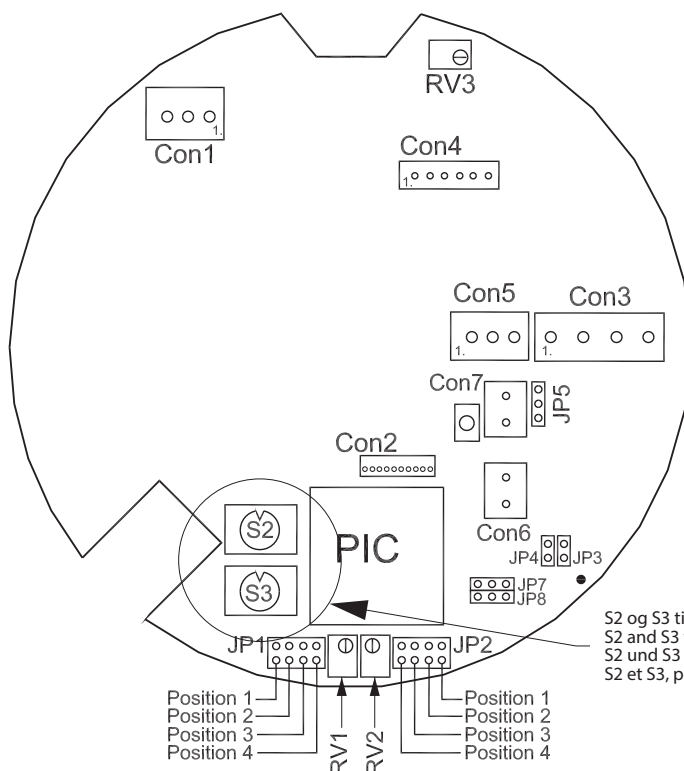 RV3
1.
Con1
Con4
1.
Con5
Con3
1.
1.
Con7
JP5
Con2
S2
PIC
Con6
S3
JP4
JP3
JP7
JP8
S2 og S3
S2 and S3
S2 und S3
S2 et S3,
JP1
JP2
Position 1
Position 1
Position 2
Position 2
Position 3
Position 3
Position 4
Position 4
RV1
RV2